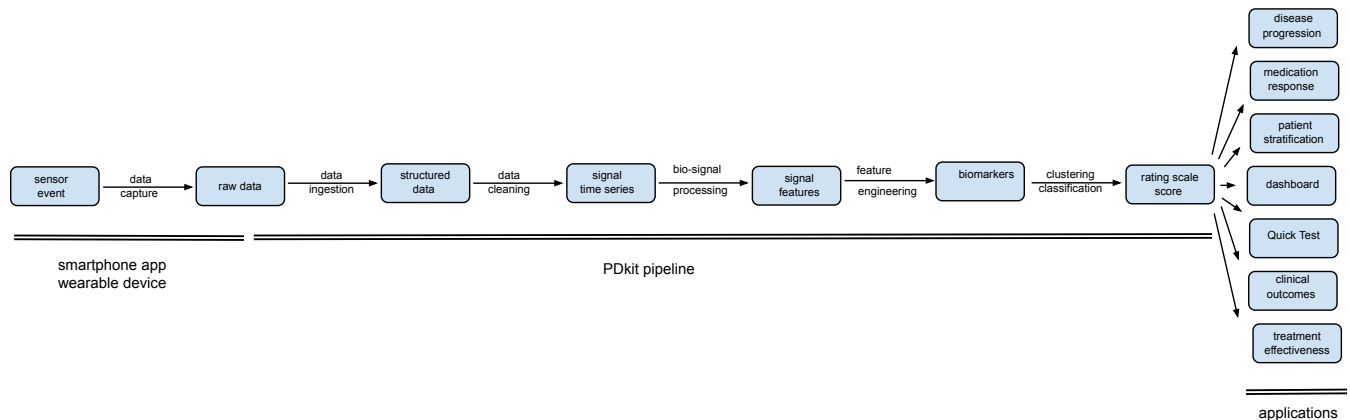 disease
progression
medication
response
patient
stratification
sensor
event
data
capture
raw data
data
ingestion
structured
data
data
cleaning
signal
time series
bio-signal
processing
signal
features
feature
engineering
biomarkers
clustering
classification
rating scale
score
dashboard
Quick Test
clinical
outcomes
treatment
effectiveness
smartphone app
wearable device
PDkit pipeline
applications